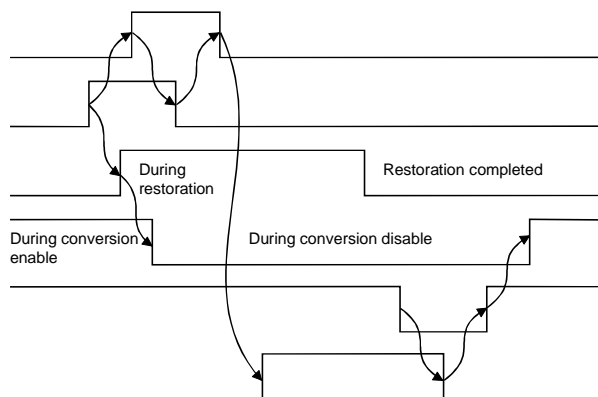 During
restoration
Restoration completed
During conversion
enable
During conversion disable